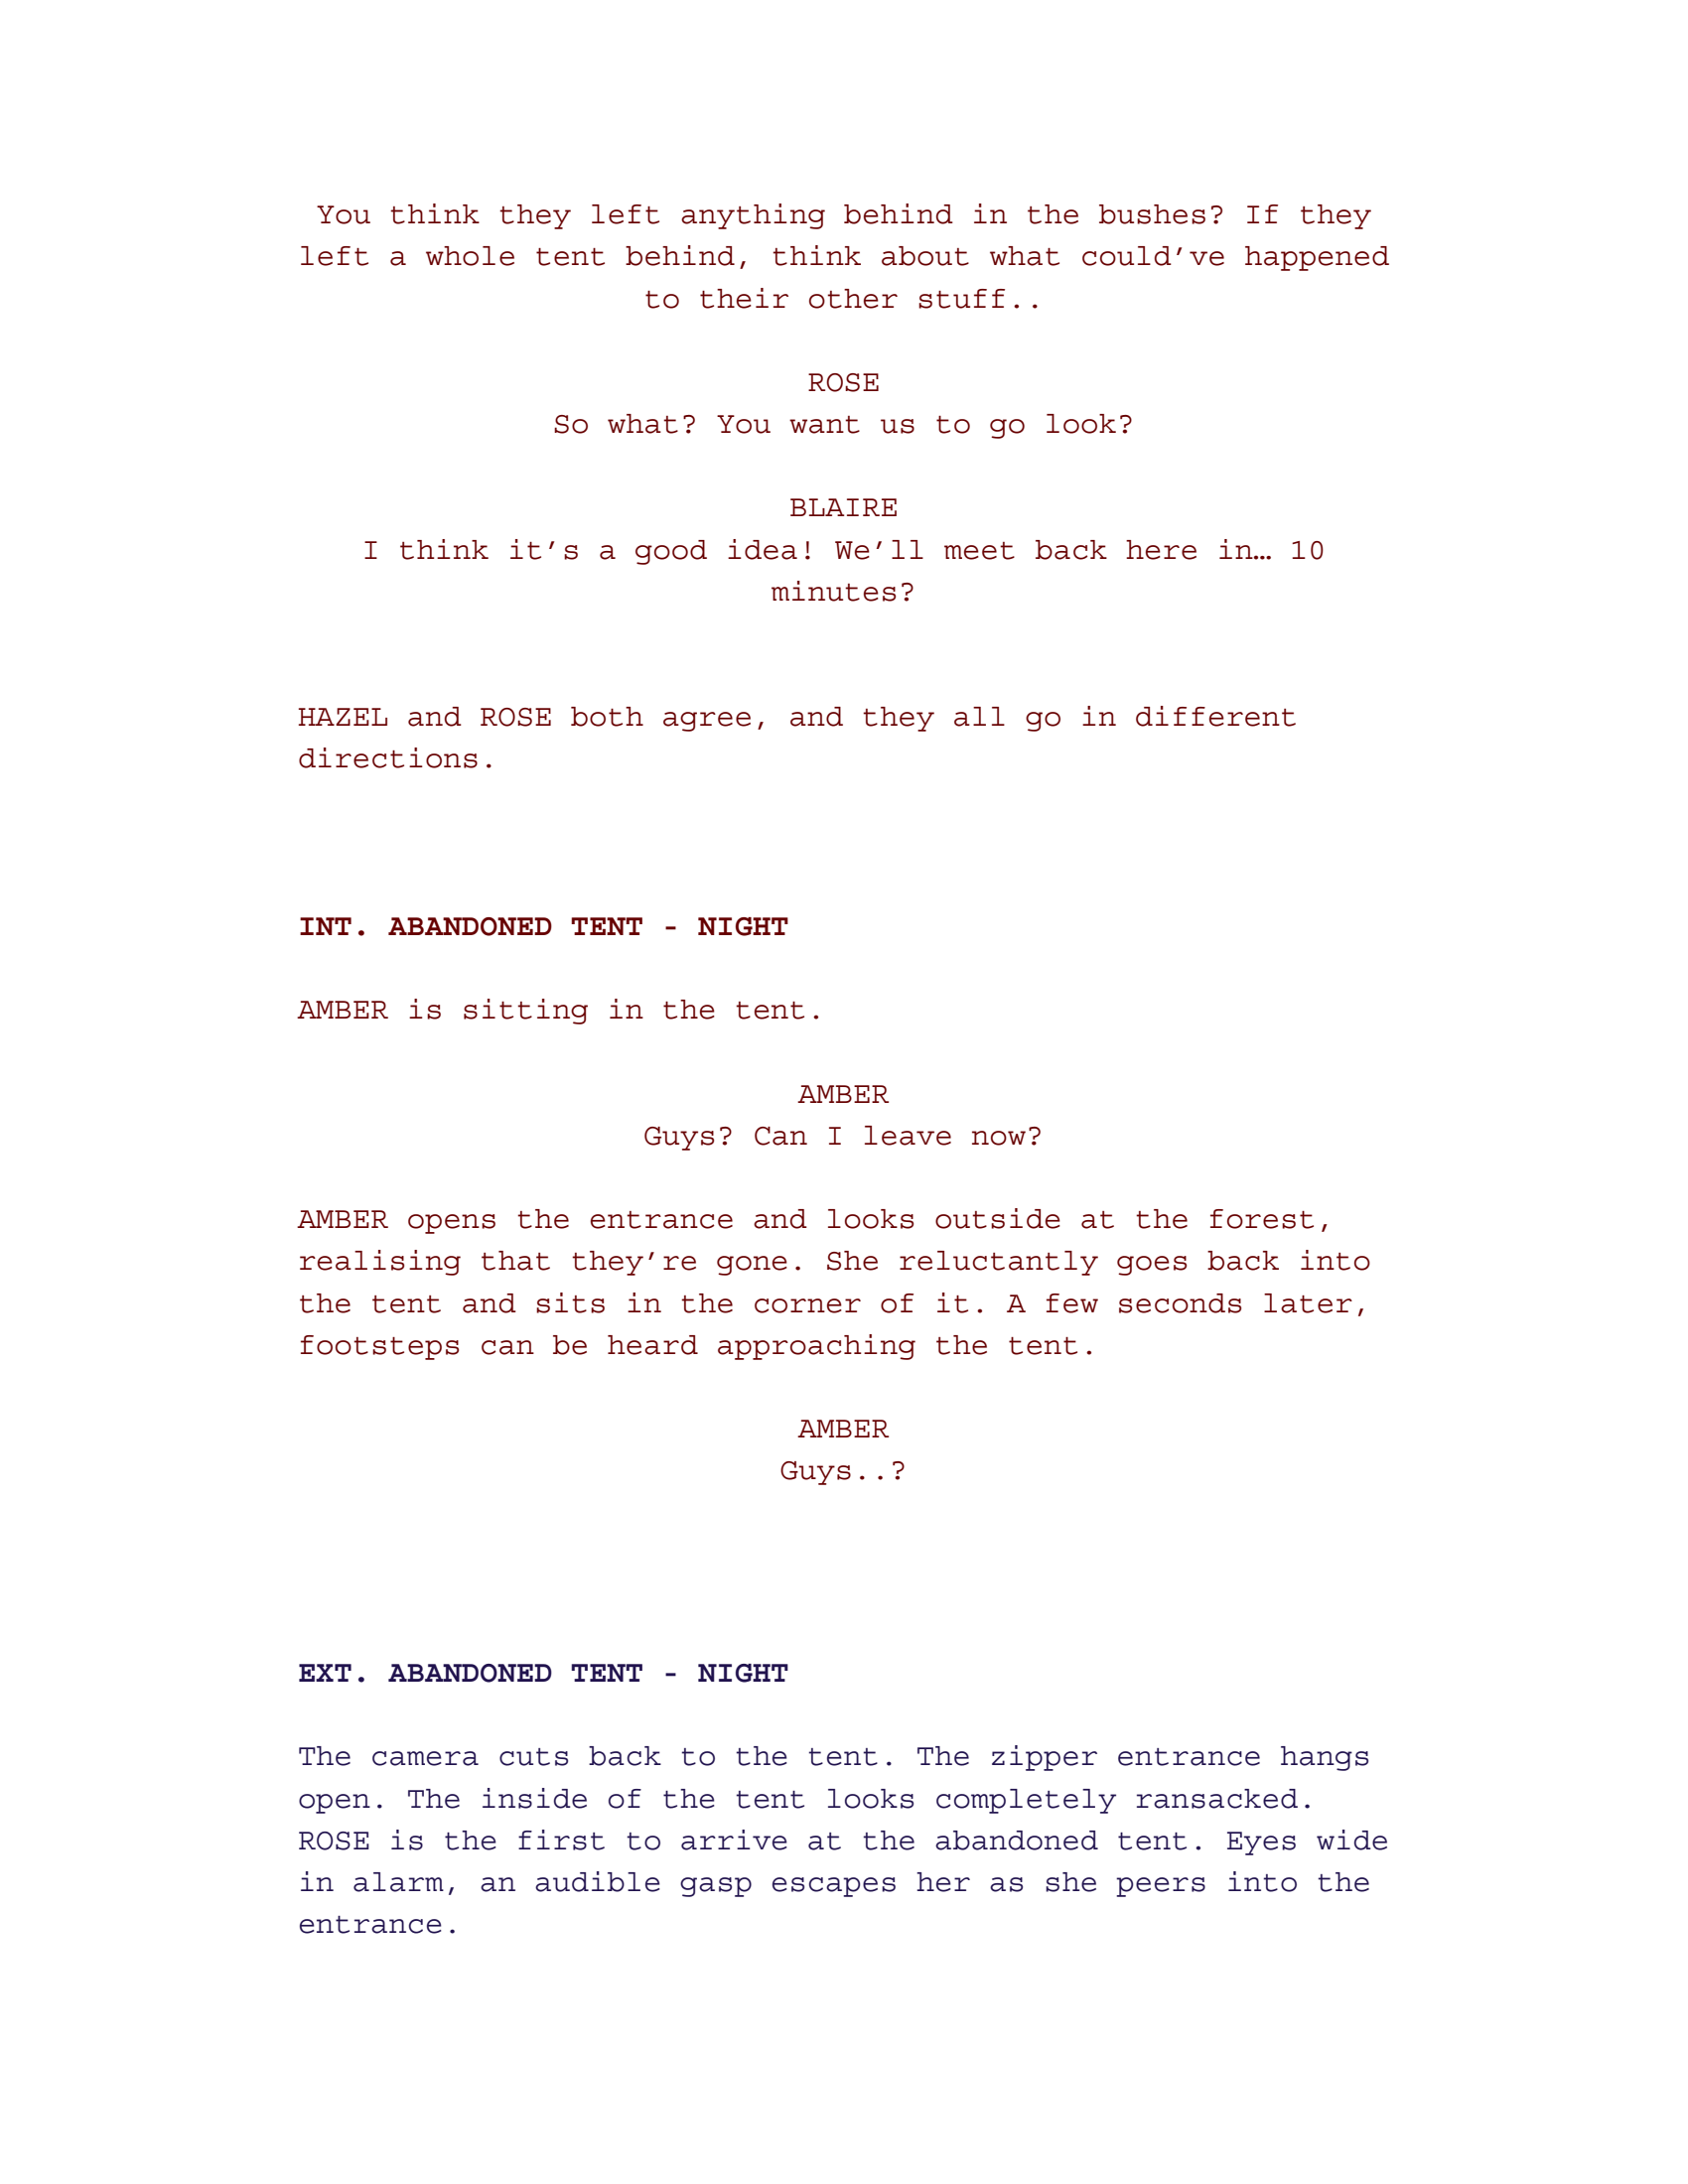 You think they left anything behind in the bushes? If they
left a whole tent behind, think about what could’ve happened
to their other stuff..
ROSE
So what? You want us to go look?
BLAIRE
I think it’s a good idea! We’ll meet back here in… 10
minutes?
HAZEL and ROSE both agree, and they all go in different
directions.
INT. ABANDONED TENT - NIGHT
AMBER is sitting in the tent.
AMBER
Guys? Can I leave now?
AMBER opens the entrance and looks outside at the forest,
realising that they’re gone. She reluctantly goes back into
the tent and sits in the corner of it. A few seconds later,
footsteps can be heard approaching the tent.
AMBER
Guys..?
EXT. ABANDONED TENT - NIGHT
The camera cuts back to the tent. The zipper entrance hangs
open. The inside of the tent looks completely ransacked.
ROSE is the first to arrive at the abandoned tent. Eyes wide
in alarm, an audible gasp escapes her as she peers into the
entrance.